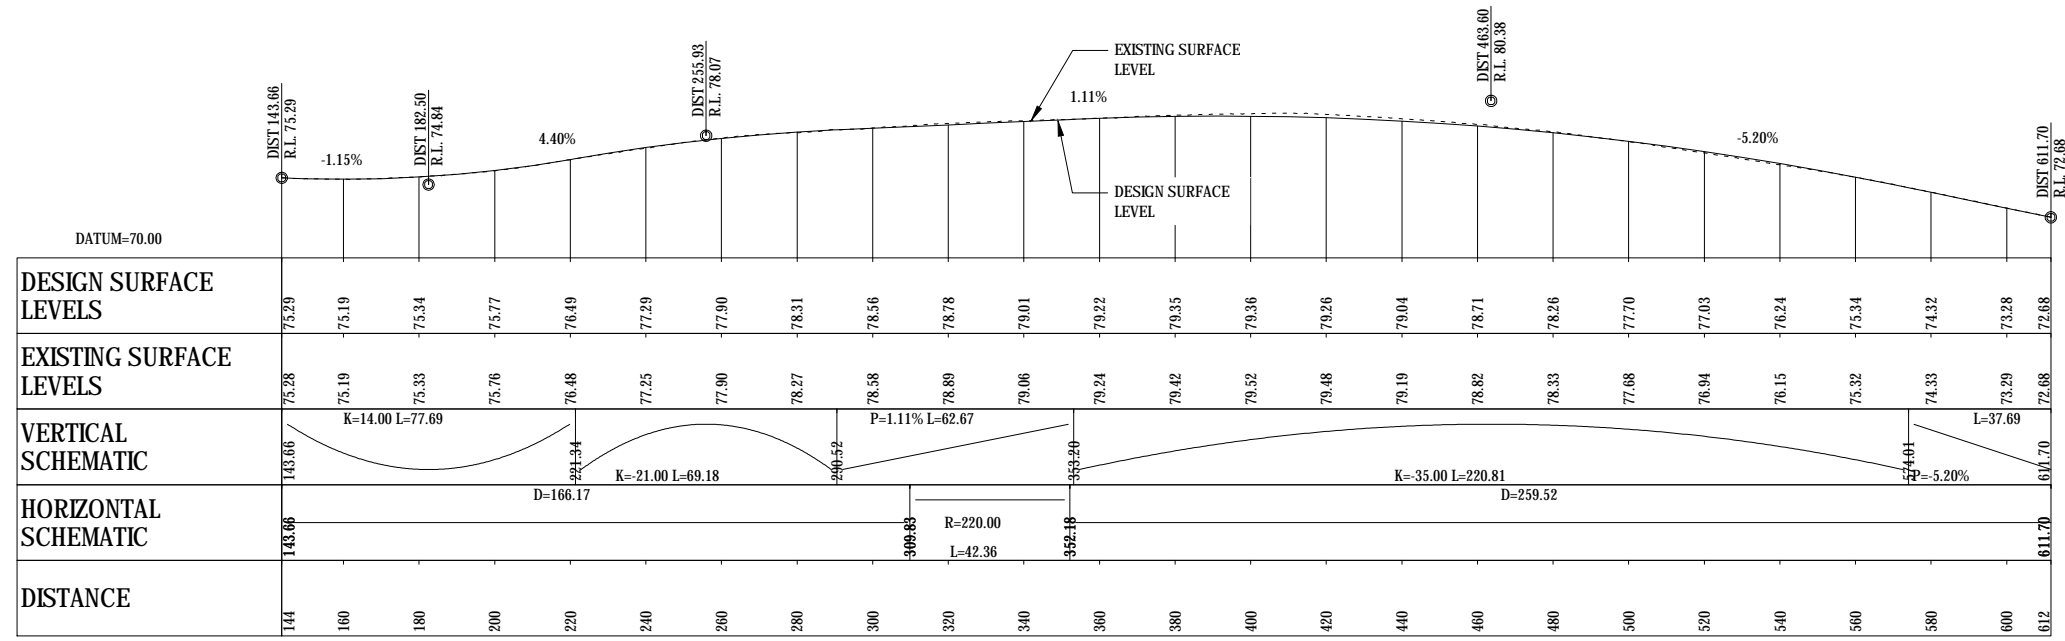 DIST 143.66
R.L. 75.29
DIST 182.50
R.L. 74.84
DIST 255.93
R.L. 78.07
DIST 463.60
R.L. 80.38
DIST 611.70
R.L. 72.68
-1.15%
4.40%
1.11%
-5.20%
EXISTING SURFACE
LEVEL
DESIGN SURFACE
LEVEL
DATUM=70.00
DESIGN SURFACE
LEVELS
75.29 75.19 75.34 75.77 76.49 77.29 77.90 78.31 78.56 78.78 79.01 79.22 79.35 79.36 79.26 79.04 78.71 78.26 77.70 77.03 76.24 75.34 74.32 73.28 72.68
EXISTING SURFACE
LEVELS
75.28 75.19 75.33 75.76 76.48 77.25 77.90 78.27 78.58 78.89 79.06 79.24 79.42 79.52 79.48 79.19 78.82 78.33 77.68 76.94 76.15 75.32 74.33 73.29 72.68
VERTICAL
SCHEMATIC
K=14.00 L=77.69
P=1.11% L=62.67
L=37.69
143.66 221.34 290.52 353.20 574.01 611.70
K=-21.00 L=69.18
K=-35.00 L=220.81
P=-5.20%
HORIZONTAL
SCHEMATIC
D=166.17
D=259.52
R=220.00
L=42.36
143.66 309.83 352.18 611.70
DISTANCE
144 160 180 200 220 240 260 280 300 320 340 360 380 400 420 440 460 480 500 520 540 560 580 600 612